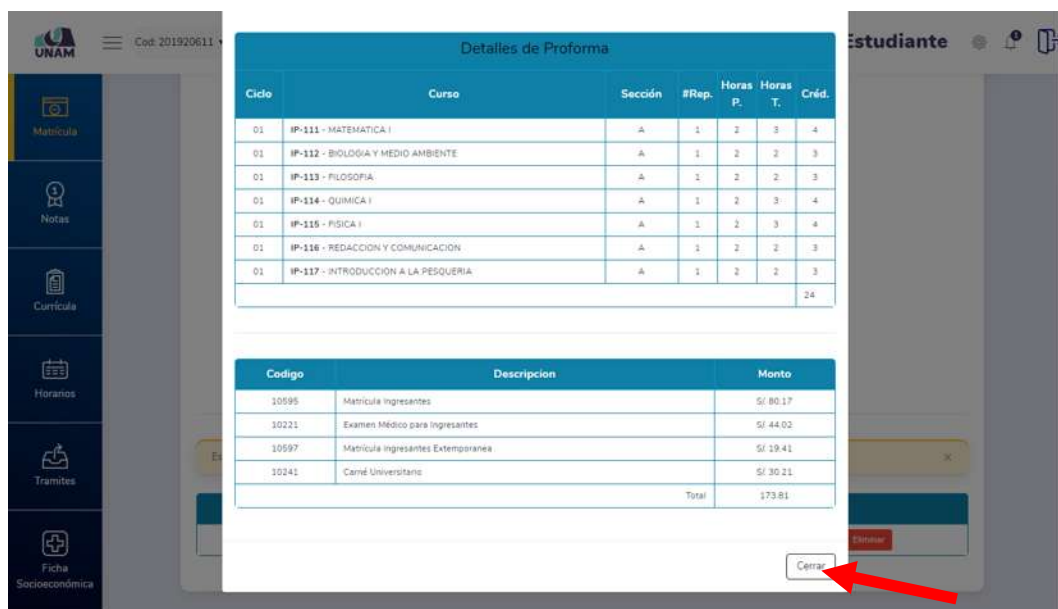 UNAM
Cod: 201920611
Estudiante
Matrícula
Notas
Currícula
Horarios
Tramites
Ficha
Socioeconómica
Detalles de Proforma
Ciclo Curso Sección #Rep. Horas P. Horas T. Créd.
01 IP-111 - MATEMATICA I A 1 2 3 4
01 IP-112 - BIOLOGIA Y MEDIO AMBIENTE A 1 2 2 3
01 IP-113 - FILOSOFIA A 1 2 2 3
01 IP-114 - QUIMICA I A 1 2 3 4
01 IP-115 - FISICA I A 1 2 3 4
01 IP-116 - REDACCION Y COMUNICACION A 1 2 2 3
01 IP-117 - INTRODUCCION A LA PESQUERIA A 1 2 2 3
24
Codigo Descripcion Monto
10595 Matrícula Ingresantes S/. 80.17
10221 Examen Médico para Ingresantes S/. 44.02
10597 Matrícula Ingresantes Extemporanea S/. 19.41
10241 Carné Universitario S/. 30.21
Total 173.81
Eliminar
Cerrar